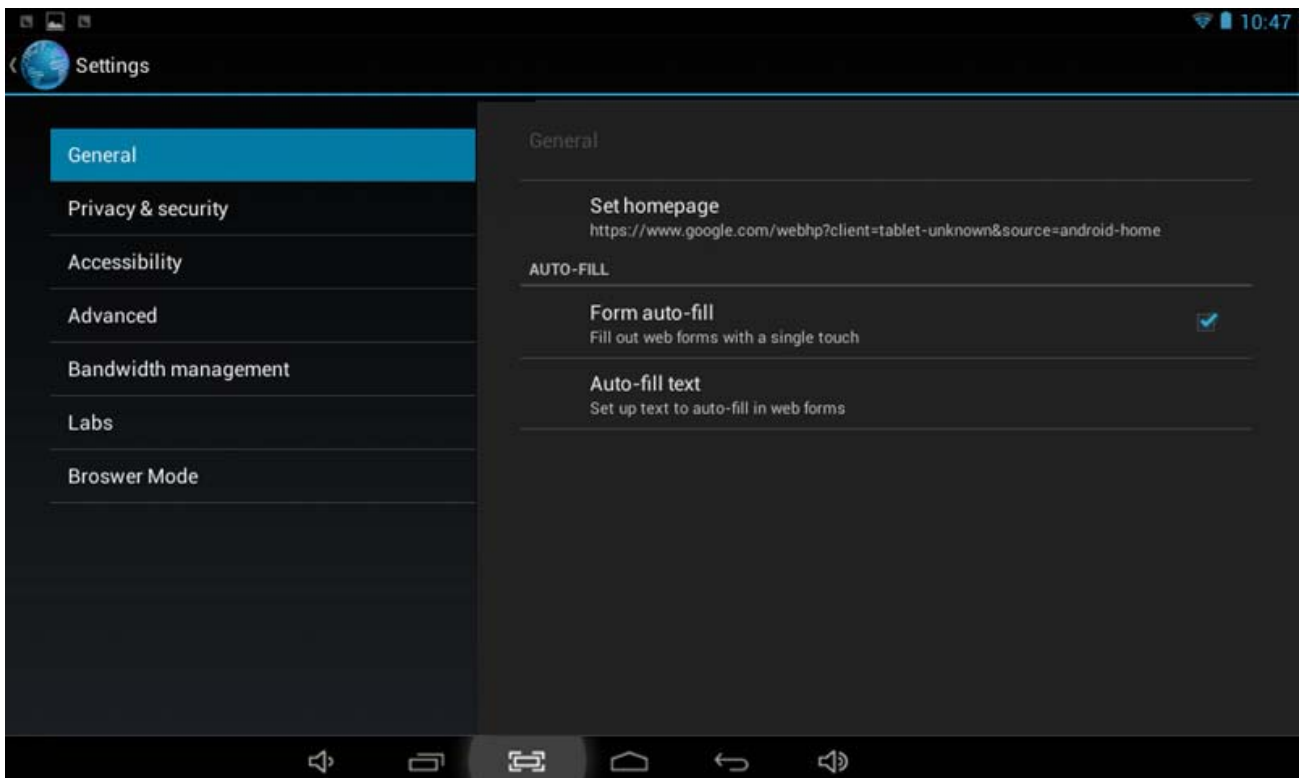 10:47
Settings
General
Privacy & security
Accessibility
Advanced
Bandwidth management
Labs
Broswer Mode
General
Set homepage
https://www.google.com/webhp?client=tablet-unknown&source=android-home
AUTO-FILL
Form auto-fill
Fill out web forms with a single touch
Auto-fill text
Set up text to auto-fill in web forms